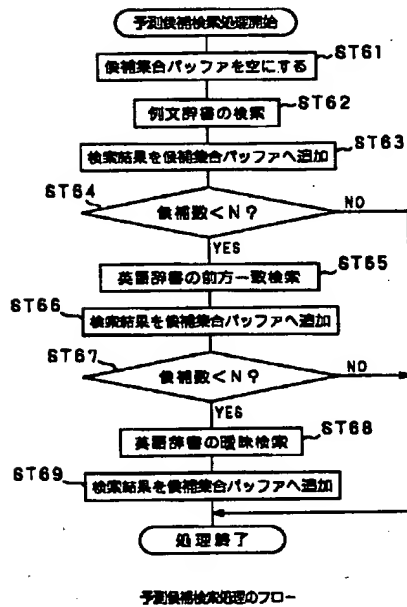 予測候補検索処理開始
候補集合バッファを空にする
ST61
例文辞書の検索
ST62
検索結果を候補集合バッファへ追加
ST63
ST64
候補数<N?
NO
YES
英語辞書の前方一致検索
ST65
ST66
検索結果を候補集合バッファへ追加
ST67
候補数<N?
NO
YES
英語辞書の曖昧検索
ST68
ST69
検索結果を候補集合バッファへ追加
処理終了
予測候補検索処理のフロー